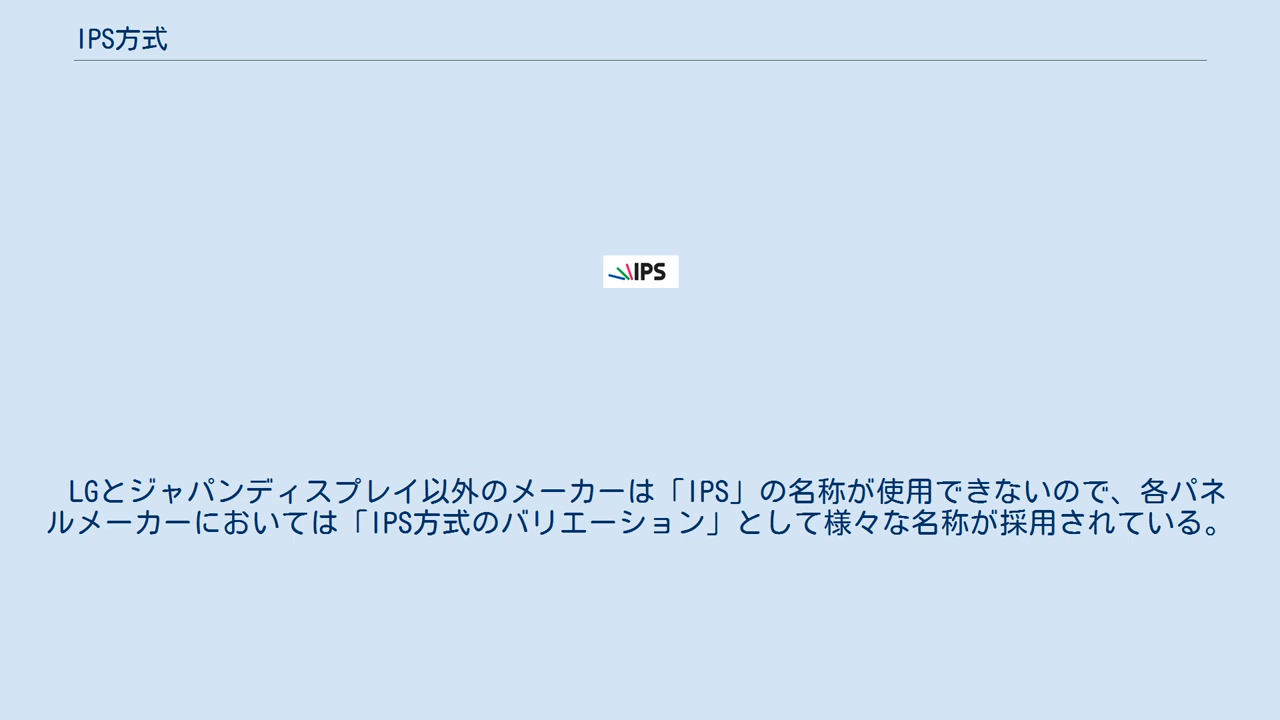 IPS方式
IPS
LGとジャパンディスプレイ以外のメーカーは「IPS」の名称が使用できないので、各パネ
ルメーカーにおいては「IPS方式のバリエーション」として様々な名称が採用されている。